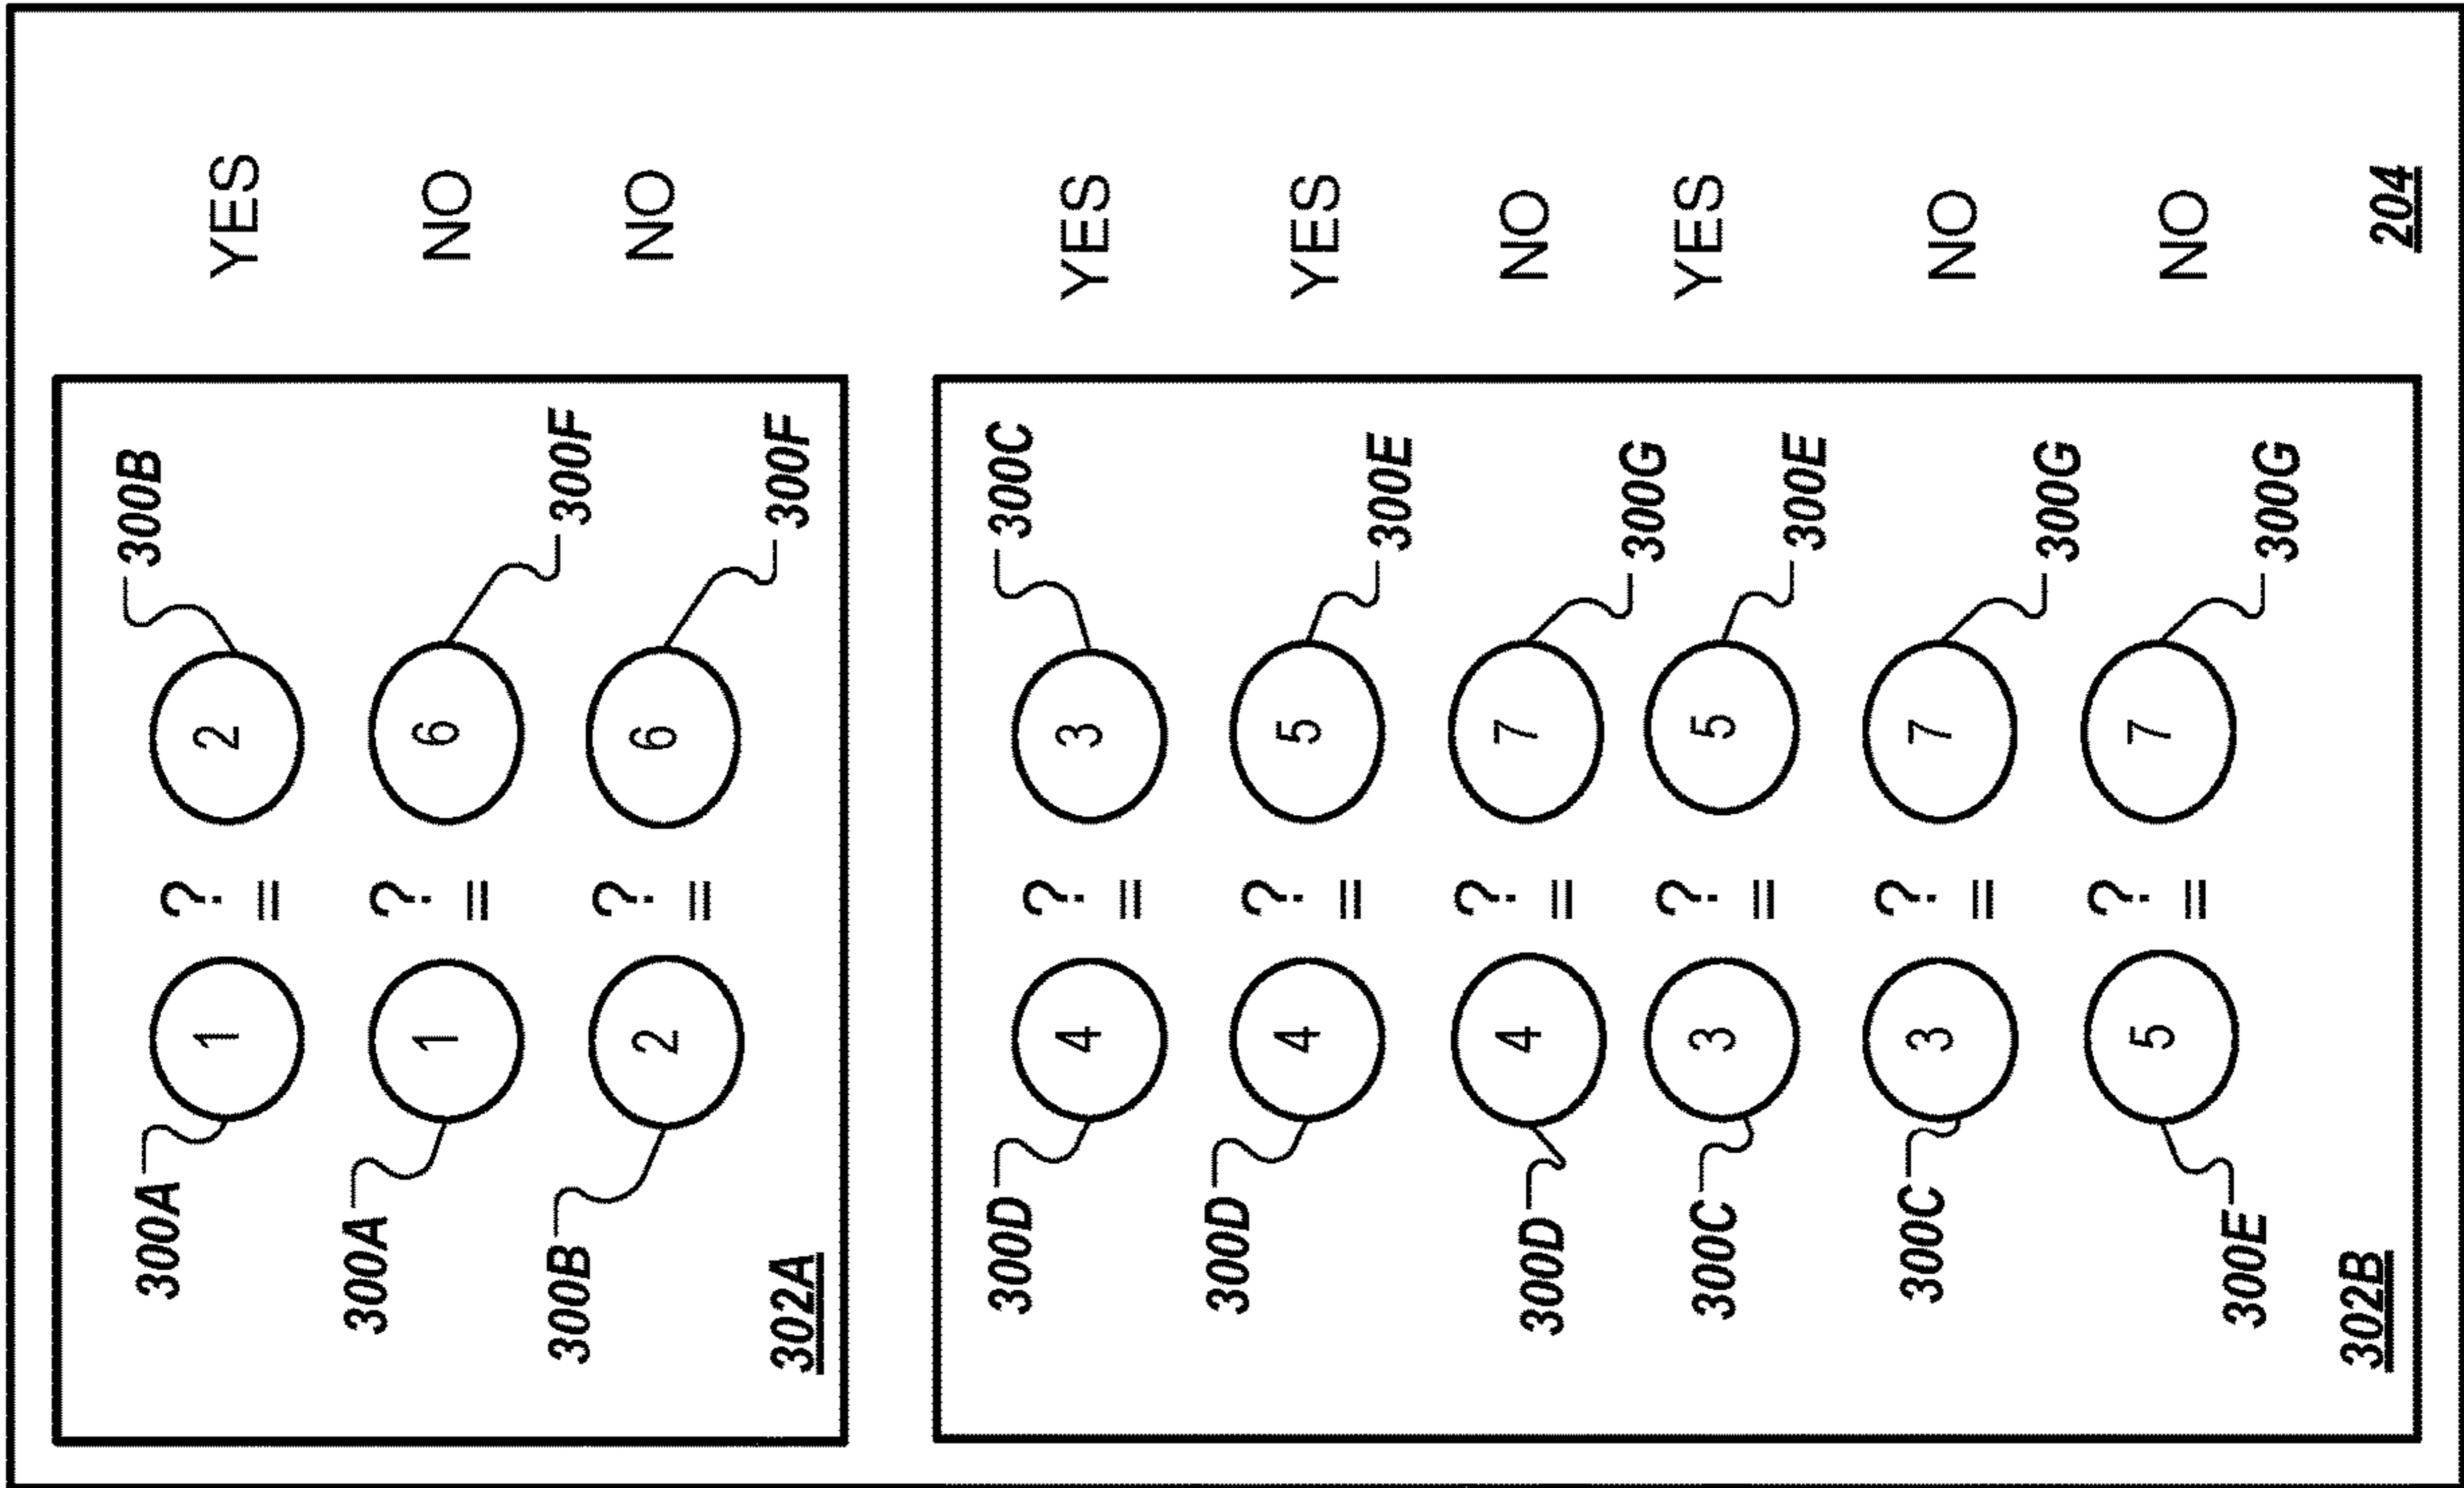 300A 1 ? = 2 300B YES
300A 1 ? = 6 300F NO
300B 2 ? = 6 300F NO
302A
300D 4 ? = 3 300C YES
300D 4 ? = 5 300E YES
300D 4 ? = 7 300G NO
300C 3 ? = 5 300E YES
300C 3 ? = 7 300G NO
300E 5 ? = 7 300G NO
302B
204